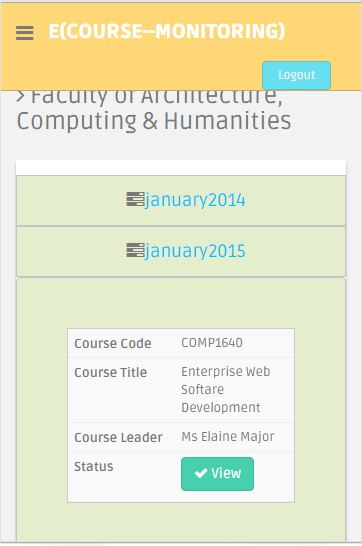 E(COURSE--MONITORING)
Logout
> Faculty of Architecture,
Computing & Humanities
january2014
january2015
Course Code COMP1640
Course Title Enterprise Web
Softare
Development
Course Leader Ms Elaine Major
Status View